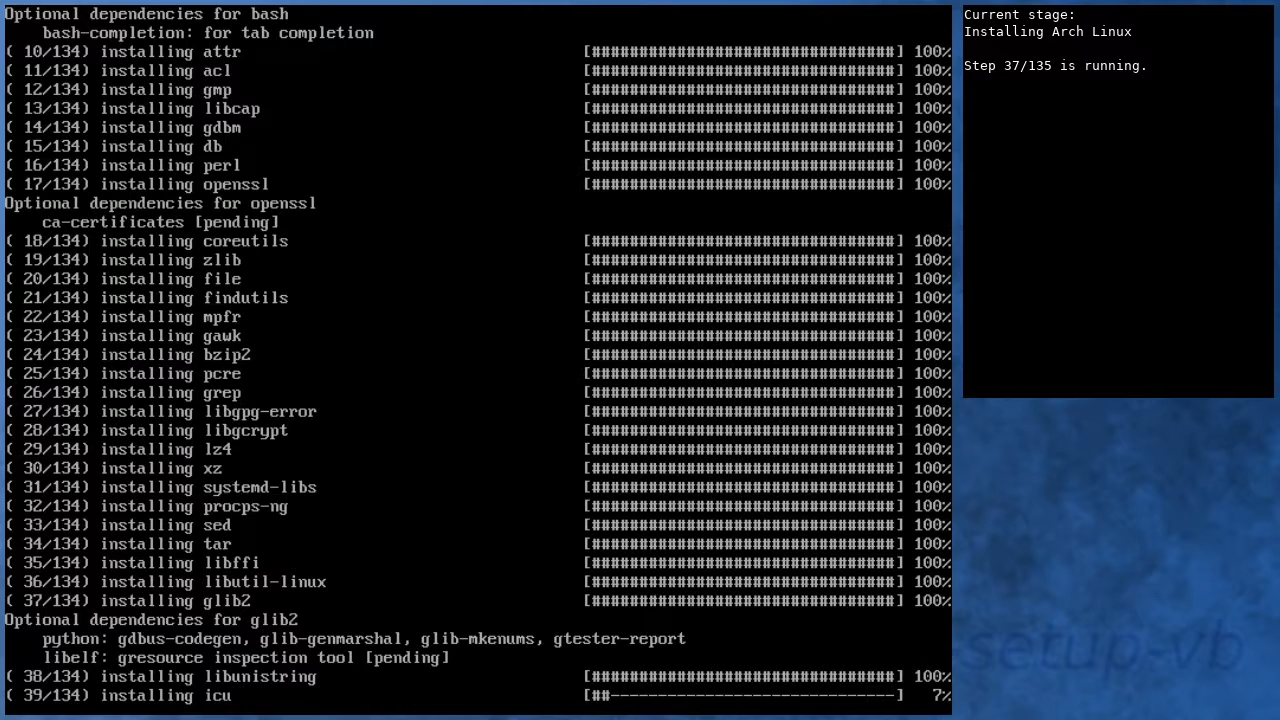 Optional dependencies for bash
    bash-completion: for tab completion
( 10/134) installing attr [################################] 100%
( 11/134) installing acl [################################] 100%
( 12/134) installing gmp [################################] 100%
( 13/134) installing libcap [################################] 100%
( 14/134) installing gdbm [################################] 100%
( 15/134) installing db [################################] 100%
( 16/134) installing perl [################################] 100%
( 17/134) installing openssl [################################] 100%
Optional dependencies for openssl
    ca-certificates [pending]
( 18/134) installing coreutils [################################] 100%
( 19/134) installing zlib [################################] 100%
( 20/134) installing file [################################] 100%
( 21/134) installing findutils [################################] 100%
( 22/134) installing mpfr [################################] 100%
( 23/134) installing gawk [################################] 100%
( 24/134) installing bzip2 [################################] 100%
( 25/134) installing pcre [################################] 100%
( 26/134) installing grep [################################] 100%
( 27/134) installing libgpg-error [################################] 100%
( 28/134) installing libgcrypt [################################] 100%
( 29/134) installing lz4 [################################] 100%
( 30/134) installing xz [################################] 100%
( 31/134) installing systemd-libs [################################] 100%
( 32/134) installing procps-ng [################################] 100%
( 33/134) installing sed [################################] 100%
( 34/134) installing tar [################################] 100%
( 35/134) installing libffi [################################] 100%
( 36/134) installing libutil-linux [################################] 100%
( 37/134) installing glib2 [################################] 100%
Optional dependencies for glib2
    python: gdbus-codegen, glib-genmarshal, glib-mkenums, gtester-report
    libelf: gresource inspection tool [pending]
( 38/134) installing libunistring [################################] 100%
( 39/134) installing icu [##------------------------------] 7%
Current stage:
Installing Arch Linux
Step 37/135 is running.
setup-vb